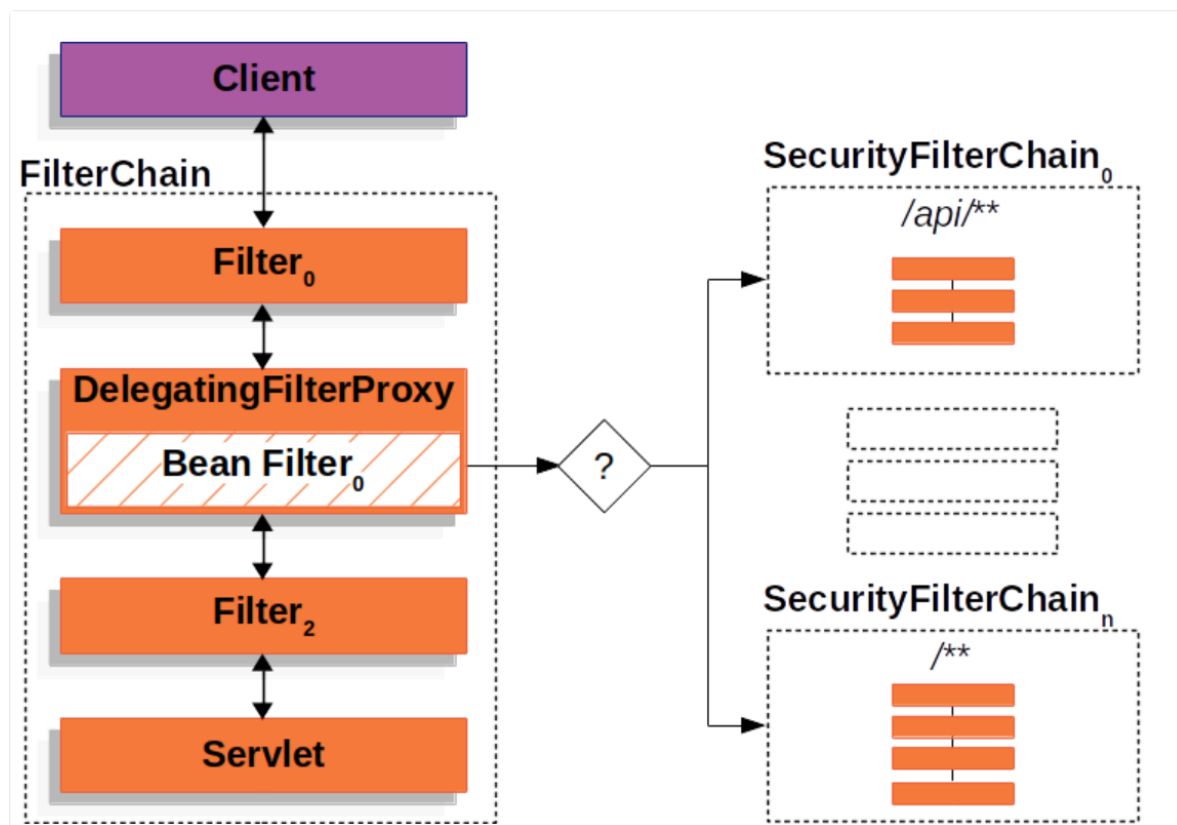 Client
FilterChain
Filter0
DelegatingFilterProxy
Bean Filter0
Filter2
Servlet
?
SecurityFilterChain0
/api/**
SecurityFilterChainn
/**